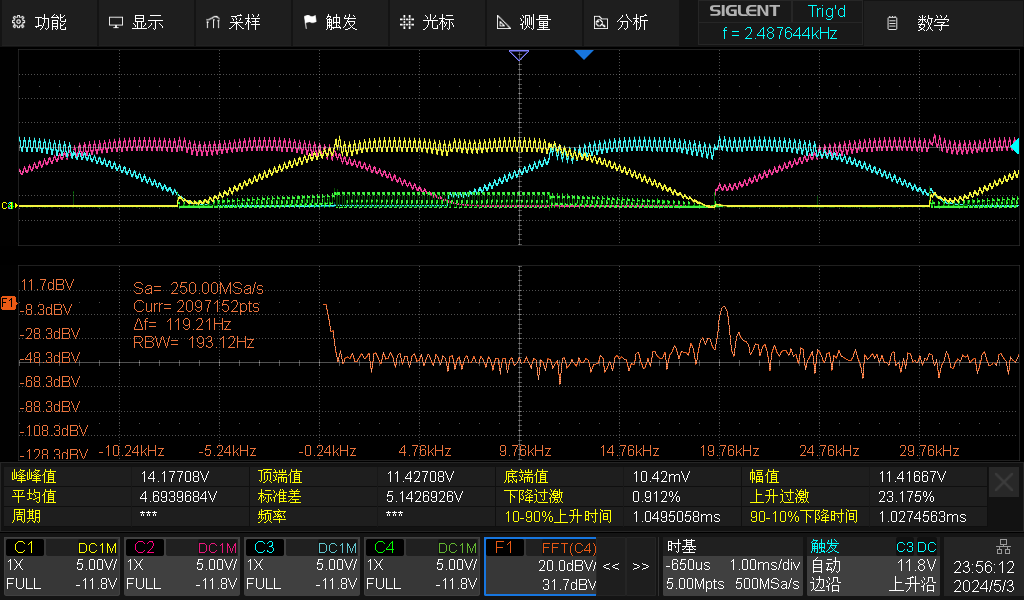 功能 显示 采样 触发 光标 测量 分析 SIGLENT Trig'd 数学
f = 2.487644kHz
11.7dBV
-8.3dBV
-28.3dBV
-48.3dBV
-68.3dBV
-88.3dBV
-108.3dBV
-128.3dBV
F1
Sa= 250.00MSa/s
Curr= 2097152pts
Δf= 119.21Hz
RBW= 193.12Hz
-10.24kHz -5.24kHz -0.24kHz 4.76kHz 9.76kHz 14.76kHz 19.76kHz 24.76kHz 29.76kHz
峰峰值 14.17708V 顶端值 11.42708V 底端值 10.42mV 幅值 11.41667V
平均值 4.6939684V 标准差 5.1426926V 下降过激 0.912% 上升过激 23.175%
周期 *** 频率 *** 10-90%上升时间 1.0495058ms 90-10%下降时间 1.0274563ms
C1 DC1M C2 DC1M C3 DC1M C4 DC1M F1 FFT(C4) 时基 触发 C3 DC
1X 5.00V/ 1X 5.00V/ 1X 5.00V/ 1X 5.00V/ 20.0dBV/ << >> -650us 1.00ms/div 自动 11.8V 23:56:12
FULL -11.8V FULL -11.8V FULL -11.8V FULL -11.8V 31.7dBV 5.00Mpts 500MSa/s 边沿 上升沿 2024/5/3